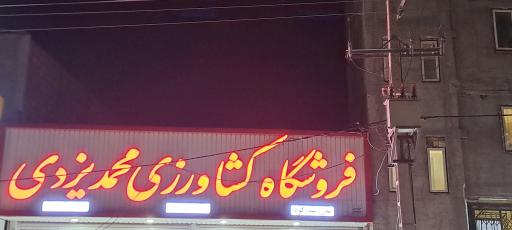 فروشگاه کشاورزی محمد یزدی